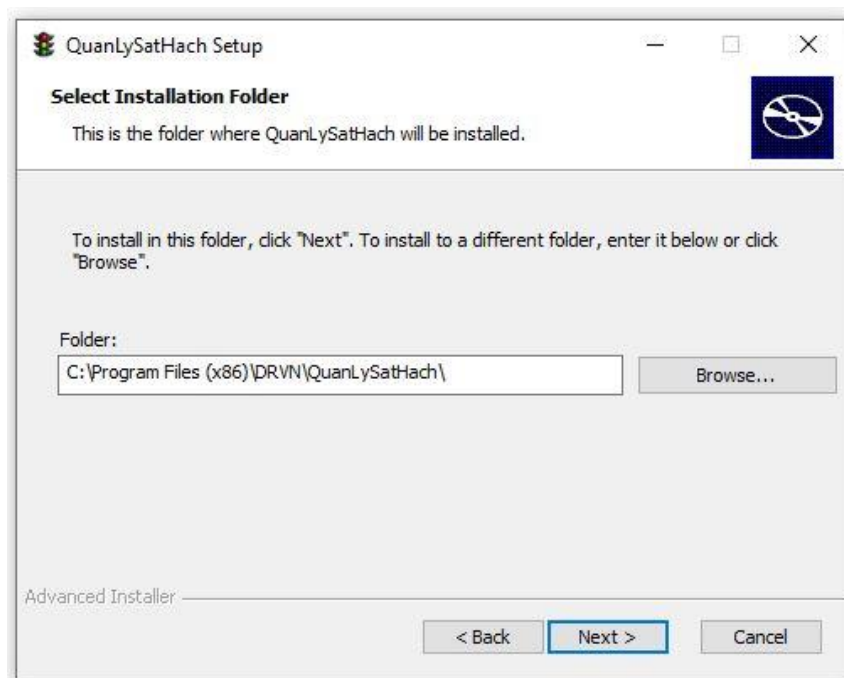 QuanLySatHach Setup
Select Installation Folder
This is the folder where QuanLySatHach will be installed.
To install in this folder, click "Next". To install to a different folder, enter it below or click
"Browse".
Folder:
C:\Program Files (x86)\DRVN\QuanLySatHach\
Browse...
Advanced Installer
< Back
Next >
Cancel